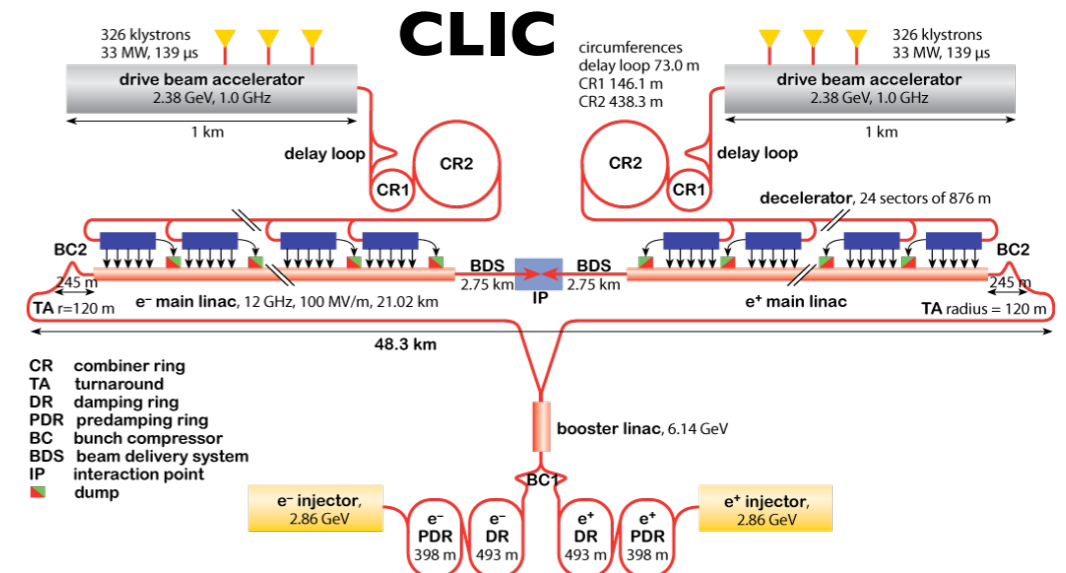 CLIC
326 klystrons
33 MW, 139 µs
drive beam accelerator
2.38 GeV, 1.0 GHz
1 km
circumferences
delay loop 73.0 m
CR1 146.1 m
CR2 438.3 m
326 klystrons
33 MW, 139 µs
drive beam accelerator
2.38 GeV, 1.0 GHz
1 km
delay loop
CR1
CR2
CR2
CR1
delay loop
decelerator, 24 sectors of 876 m
BC2
245 m
TA r=120 m
e⁻ main linac, 12 GHz, 100 MV/m, 21.02 km
BDS
2.75 km
IP
BDS
2.75 km
e⁺ main linac
BC2
245 m
TA radius = 120 m
48.3 km
CR combiner ring
TA turnaround
DR damping ring
PDR predamping ring
BC bunch compressor
BDS beam delivery system
IP interaction point
dump
booster linac, 6.14 GeV
BC1
e⁻ injector,
2.86 GeV
e⁻
PDR
398 m
e⁻
DR
493 m
e⁺
DR
493 m
e⁺
PDR
398 m
e⁺ injector,
2.86 GeV